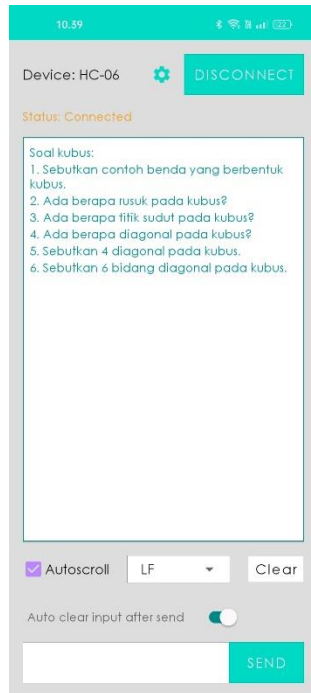 10.39
22
Device: HC-06
DISCONNECT
Status: Connected
Soal kubus:
1. Sebutkan contoh benda yang berbentuk
kubus.
2. Ada berapa rusuk pada kubus?
3. Ada berapa titik sudut pada kubus?
4. Ada berapa diagonal pada kubus?
5. Sebutkan 4 diagonal pada kubus.
6. Sebutkan 6 bidang diagonal pada kubus.
Autoscroll
LF
Clear
Auto clear input after send
SEND